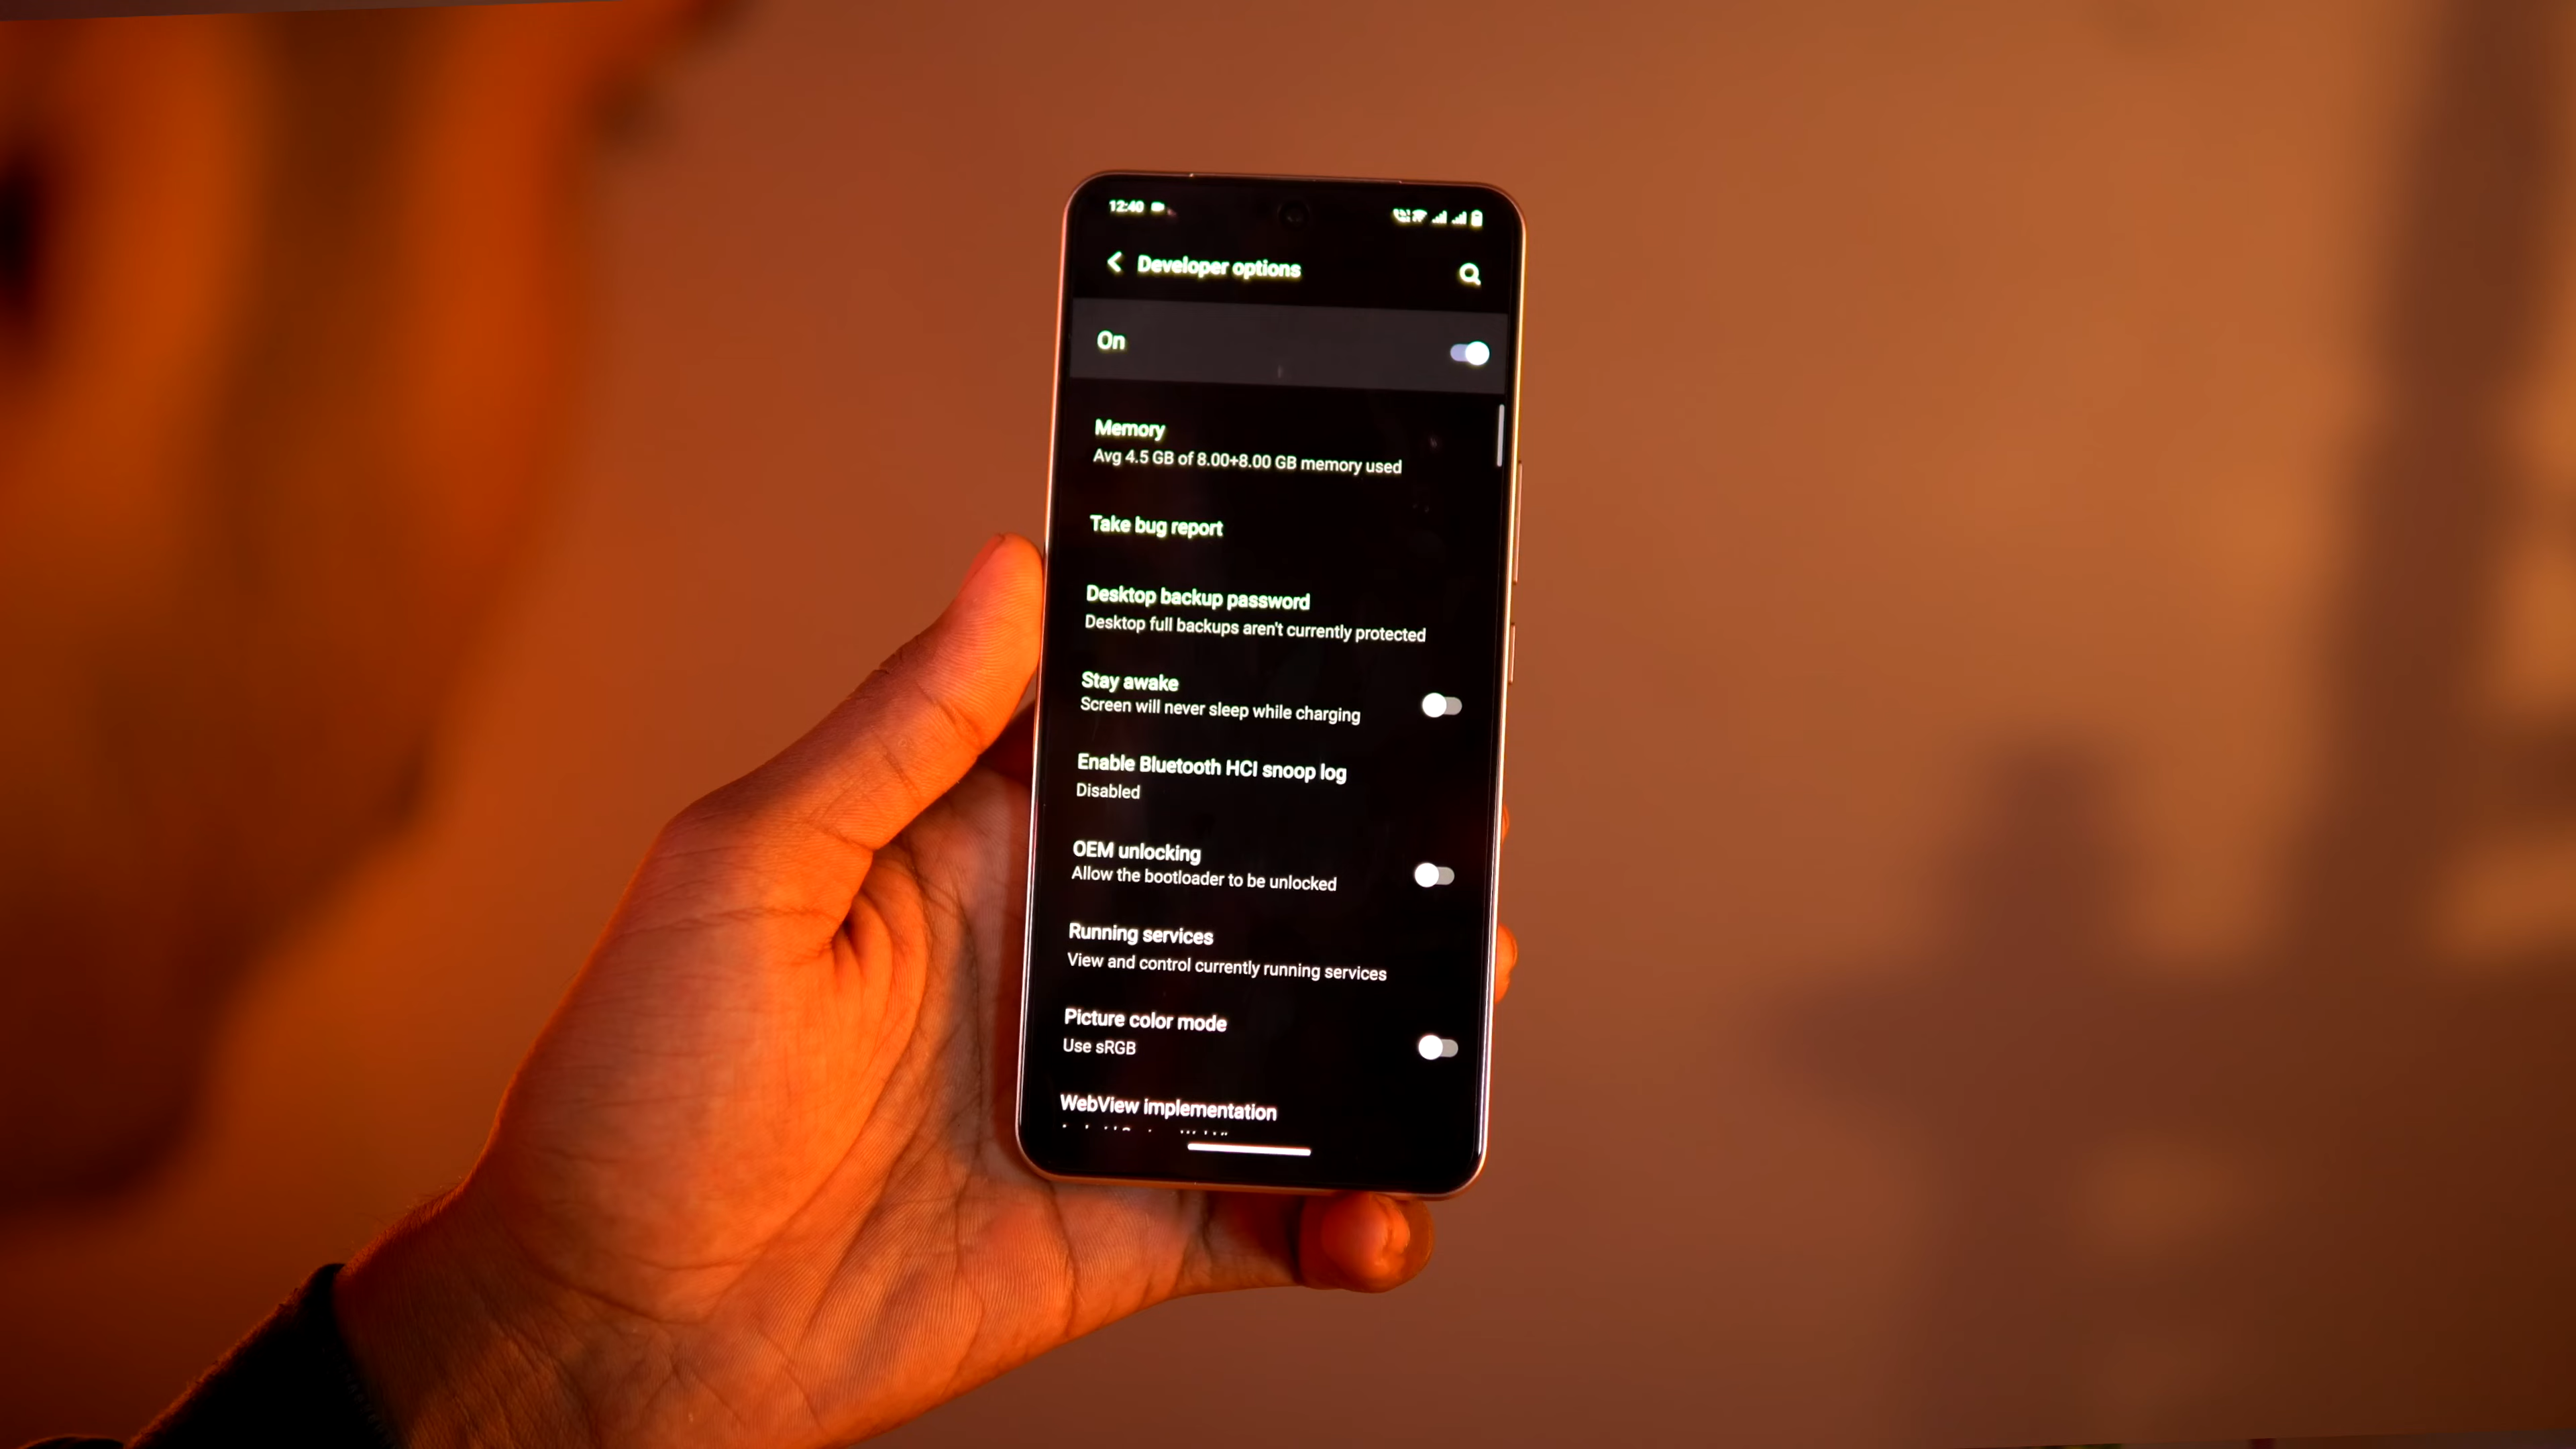 12:40
Developer options
On
Memory
Avg 4.5 GB of 8.00+8.00 GB memory used
Take bug report
Desktop backup password
Desktop full backups aren't currently protected
Stay awake
Screen will never sleep while charging
Enable Bluetooth HCI snoop log
Disabled
OEM unlocking
Allow the bootloader to be unlocked
Running services
View and control currently running services
Picture color mode
Use sRGB
WebView implementation